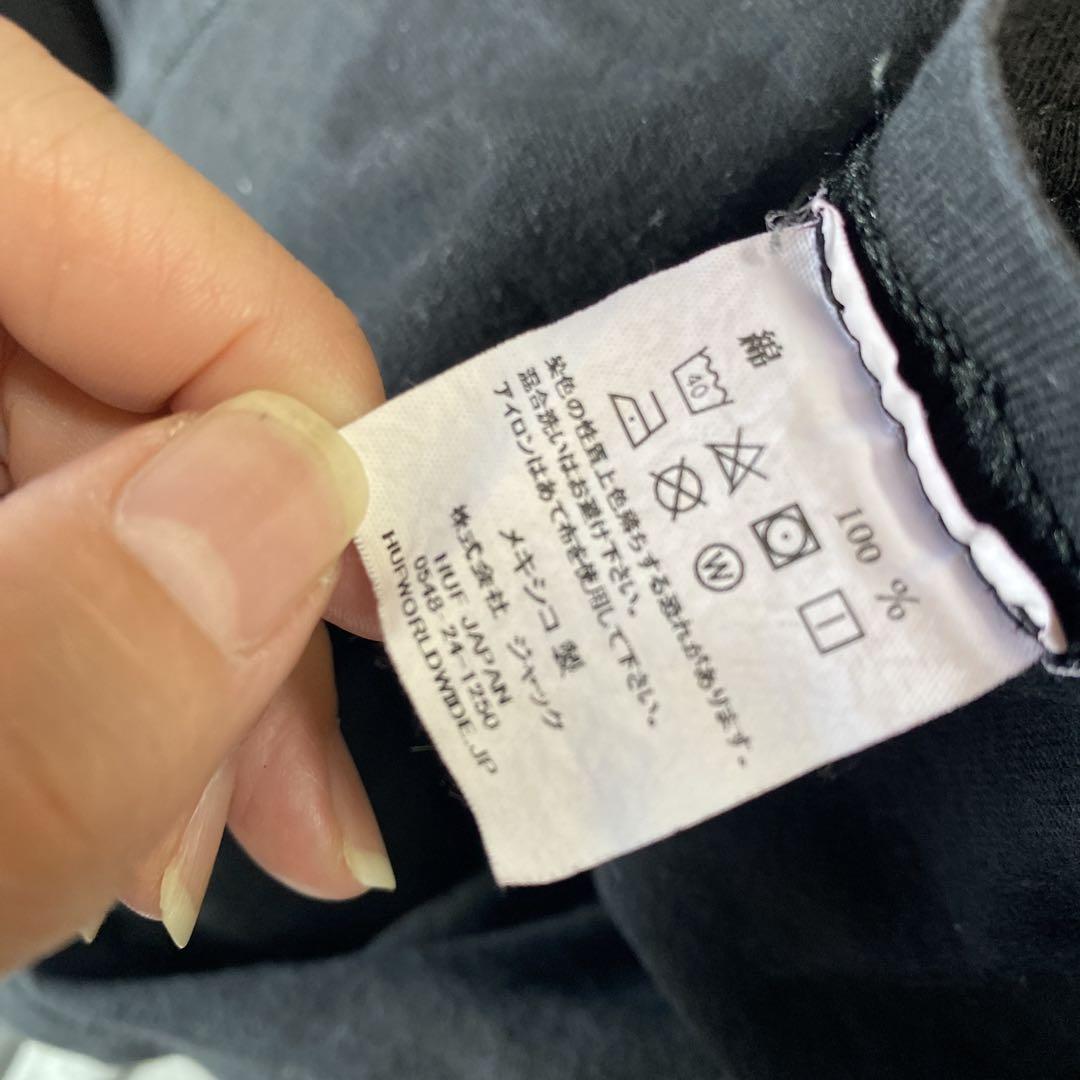 綿 100 %
40
W
染色の性質上色落ちする恐れがあります。
混合洗いはお避け下さい。
アイロンはあて布を使用して下さい。
メキシコ 製
株式会社 ジャック
HUF JAPAN
0548-24-1250
HUFWORLDWIDE.JP